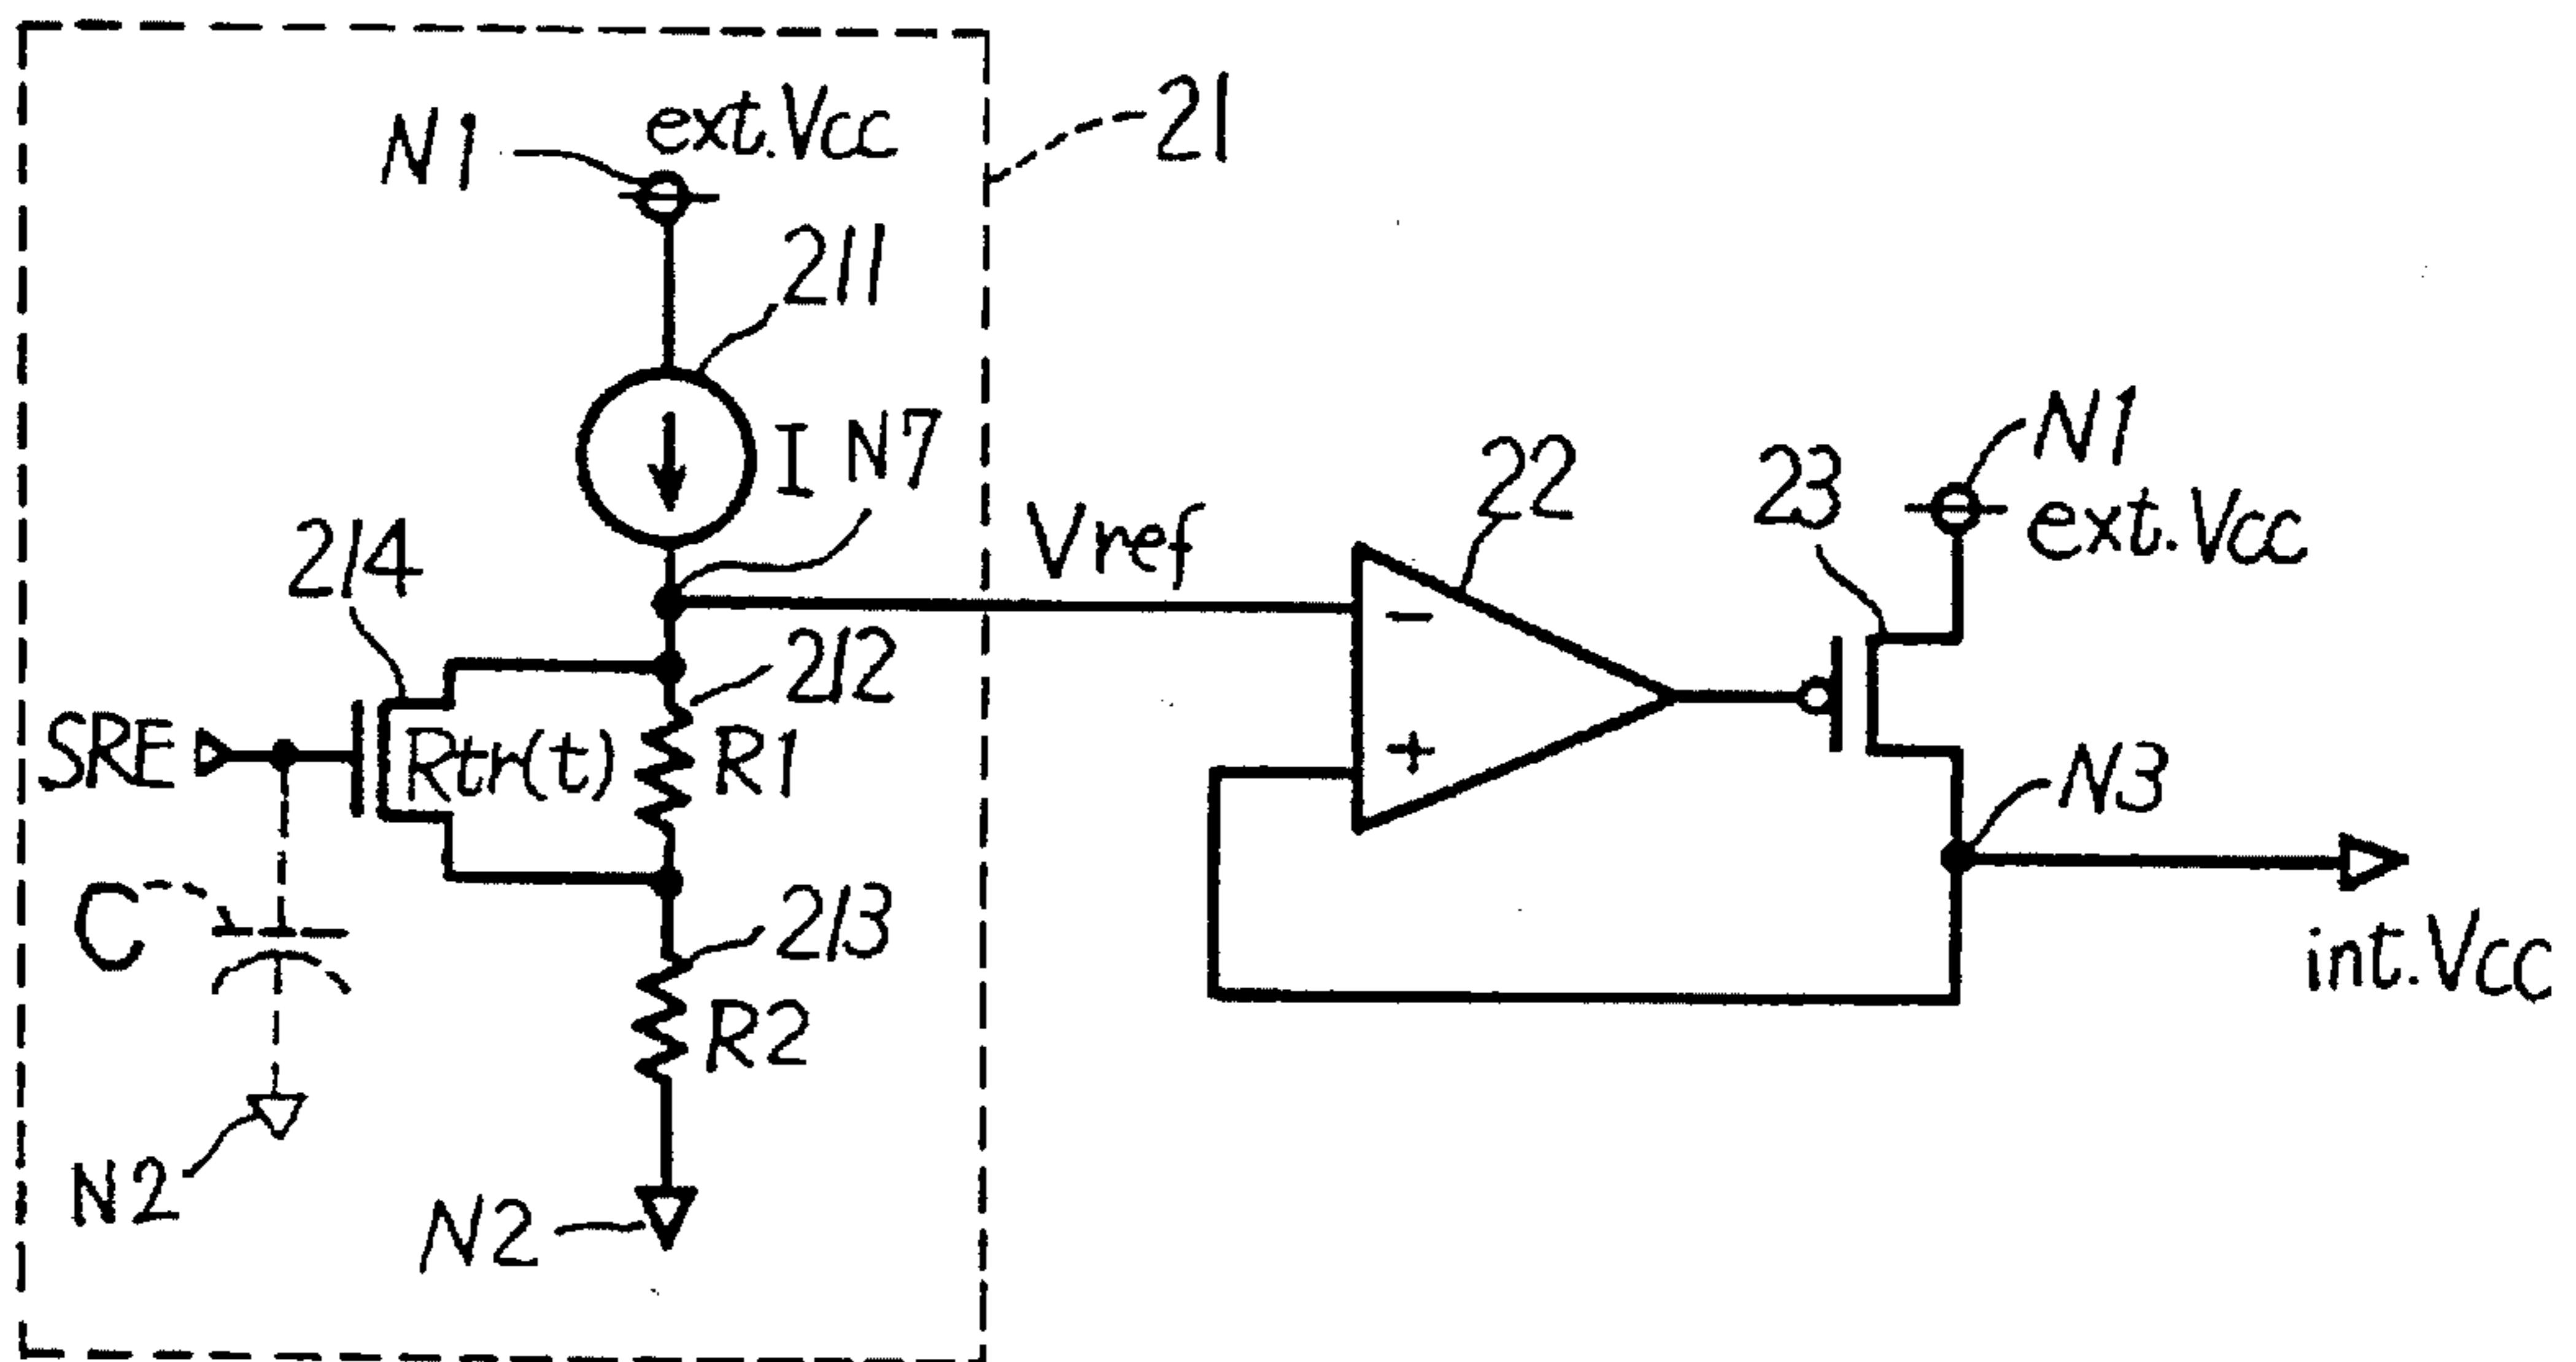 N1
ext.Vcc
21
211
I
N7
214
Vref
22
23
N1
ext.Vcc
212
SRE
Rtr(t)
R1
−
+
N3
C
213
int.Vcc
R2
N2
N2